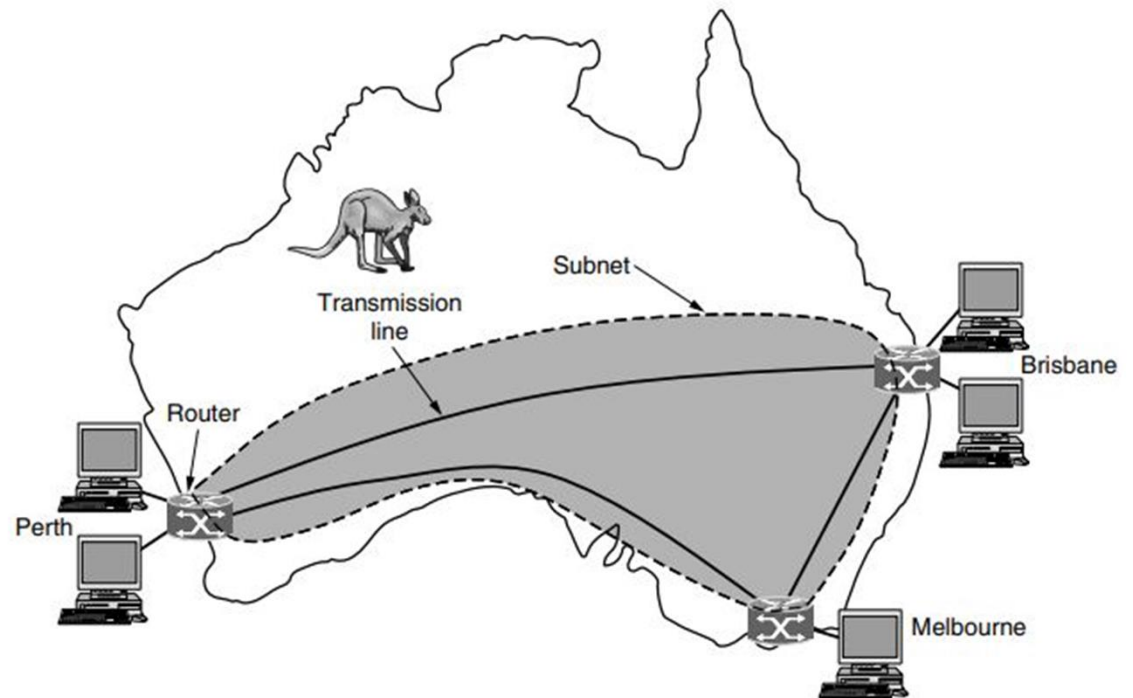 Subnet
Transmission
line
Brisbane
Router
Perth
Melbourne